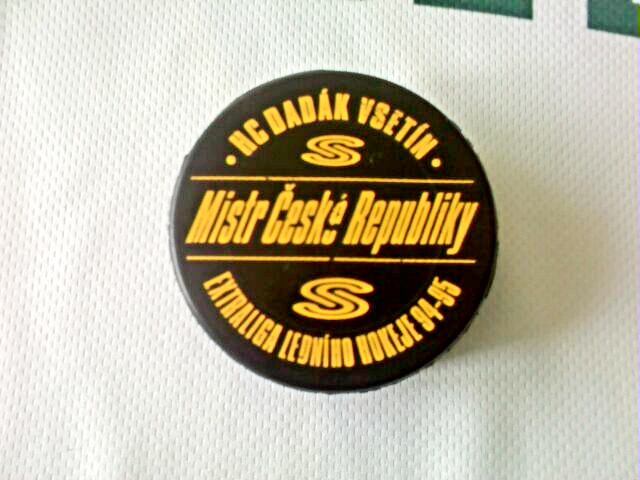 • HC DADÁK VSETÍN •
S
Mistr České Republiky
S
EXTRALIGA LEDNÍHO HOKEJE 94-95